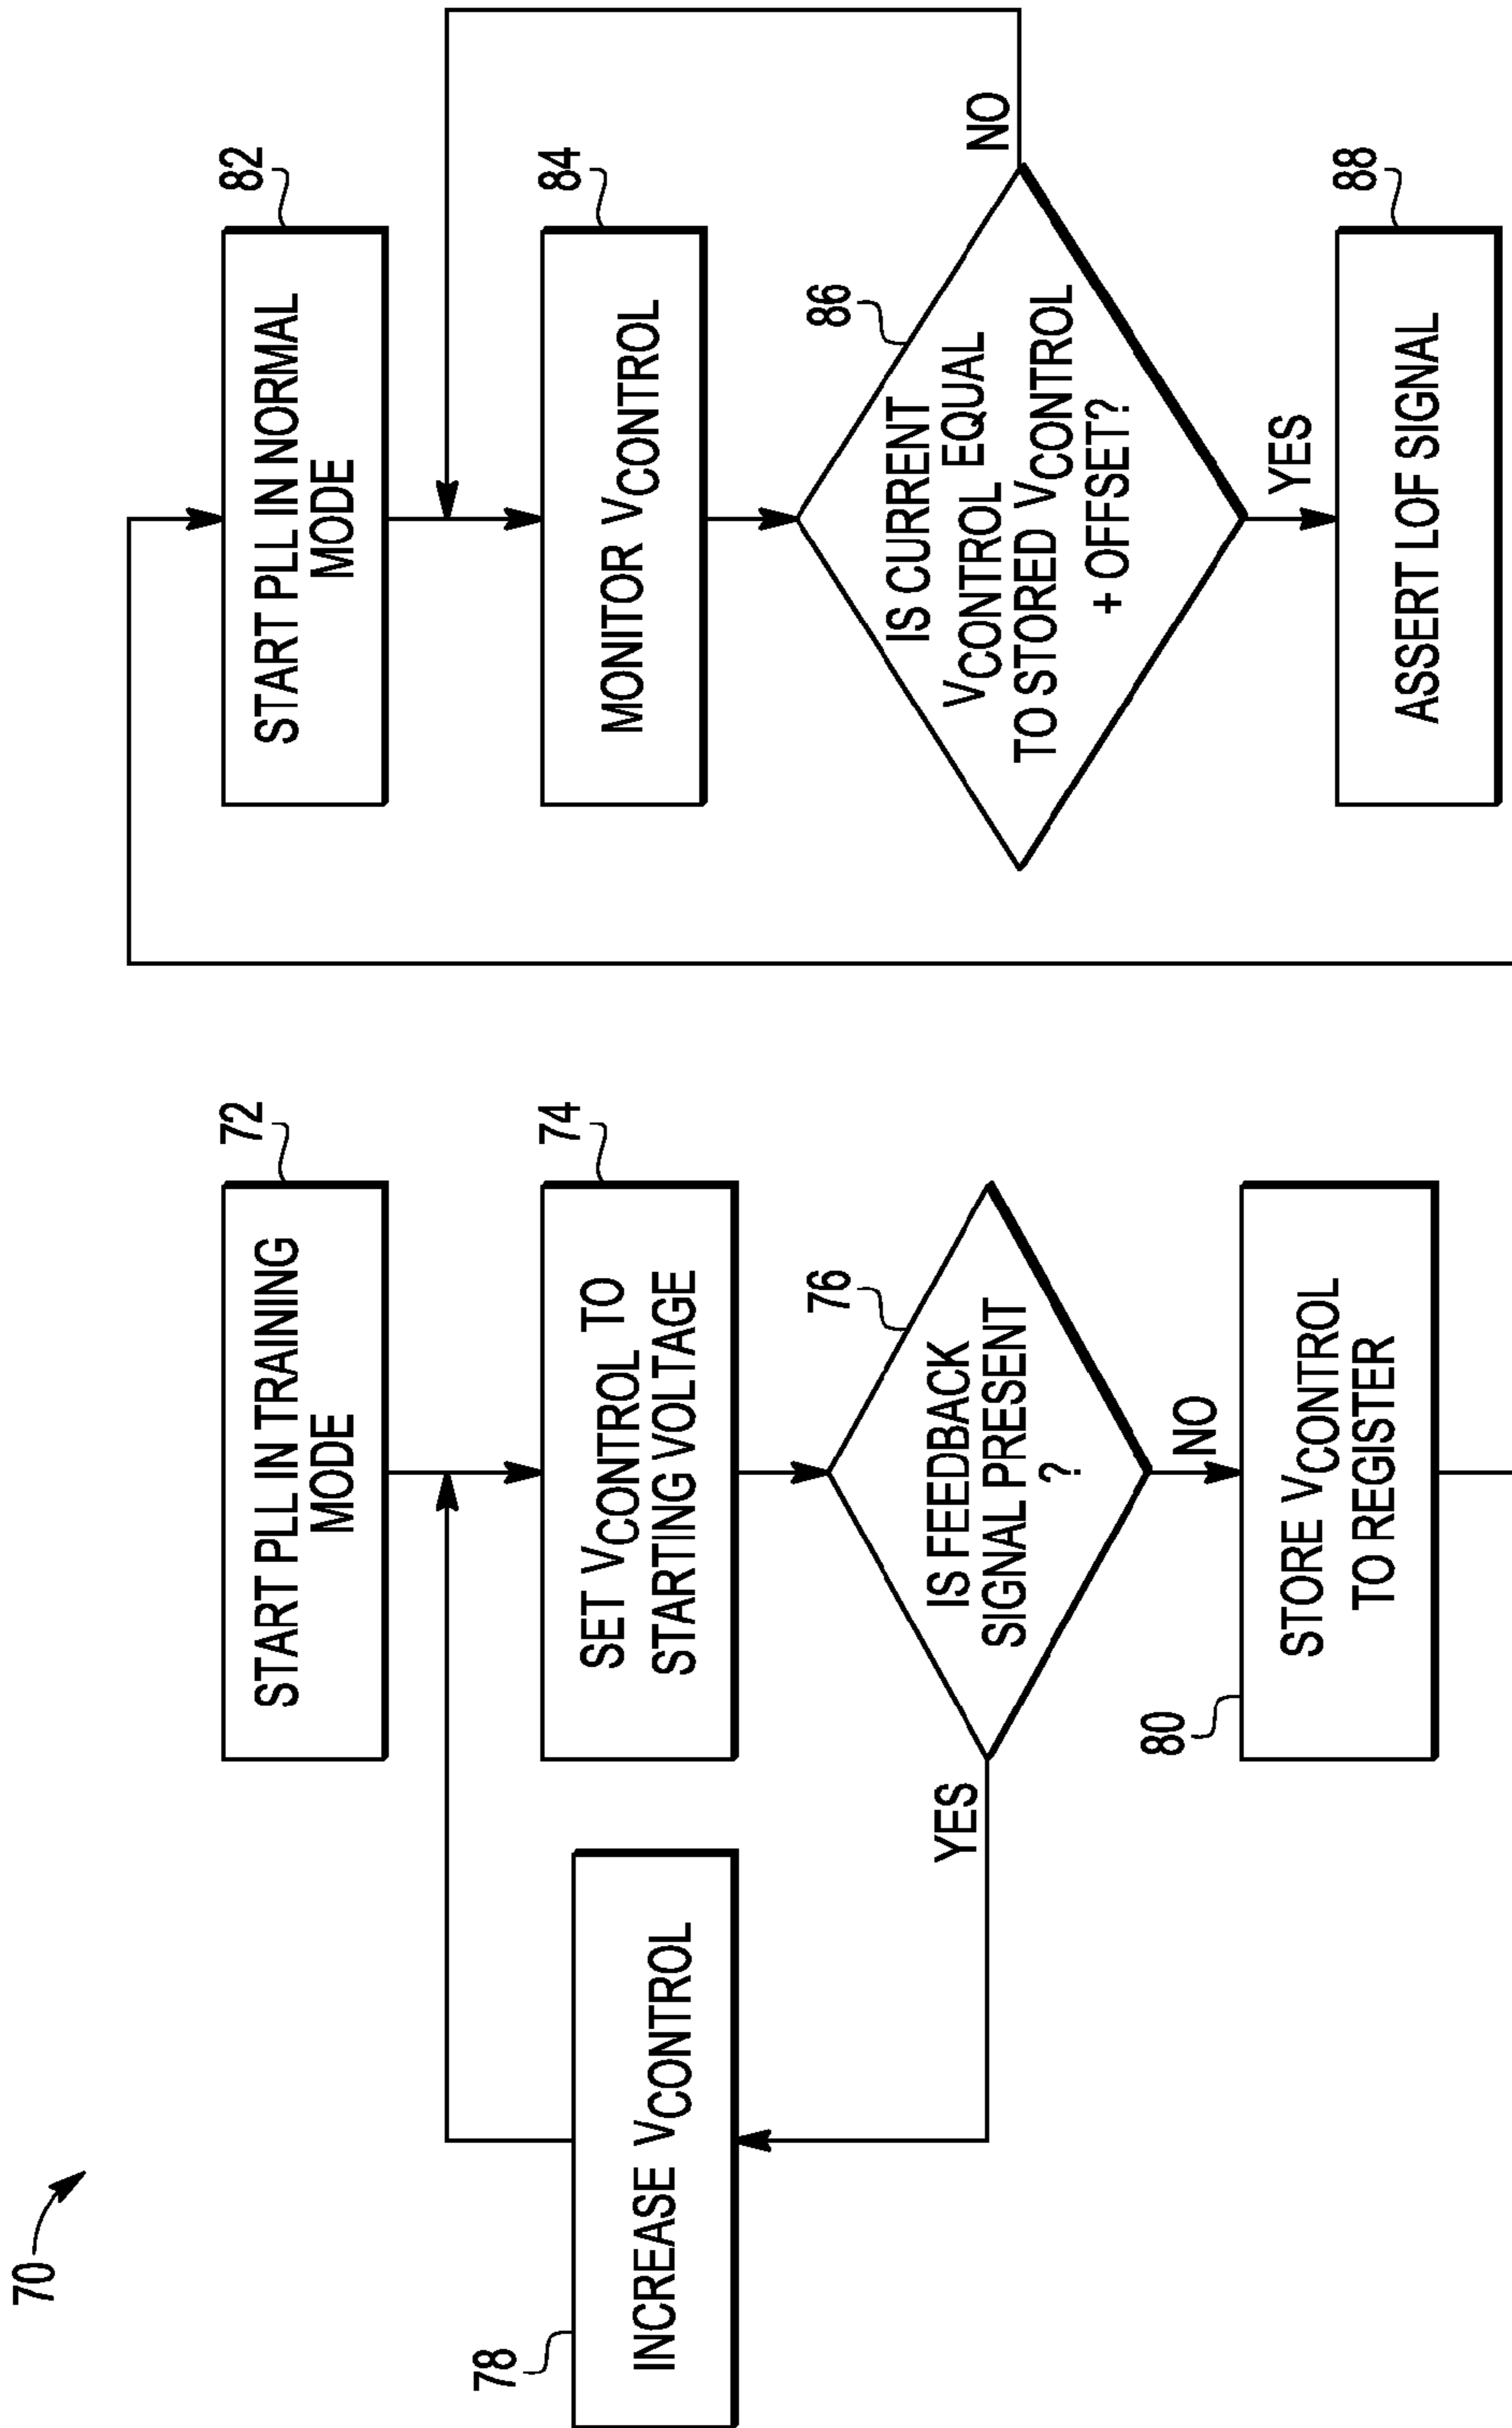 70
72
START PLL IN TRAINING
MODE
74
SET VCONTROL TO
STARTING VOLTAGE
76
IS FEEDBACK
SIGNAL PRESENT
?
YES
NO
78
INCREASE VCONTROL
80
STORE VCONTROL
TO REGISTER
82
START PLL IN NORMAL
MODE
84
MONITOR VCONTROL
86
IS CURRENT
VCONTROL EQUAL
TO STORED VCONTROL
+ OFFSET?
NO
YES
88
ASSERT LOF SIGNAL